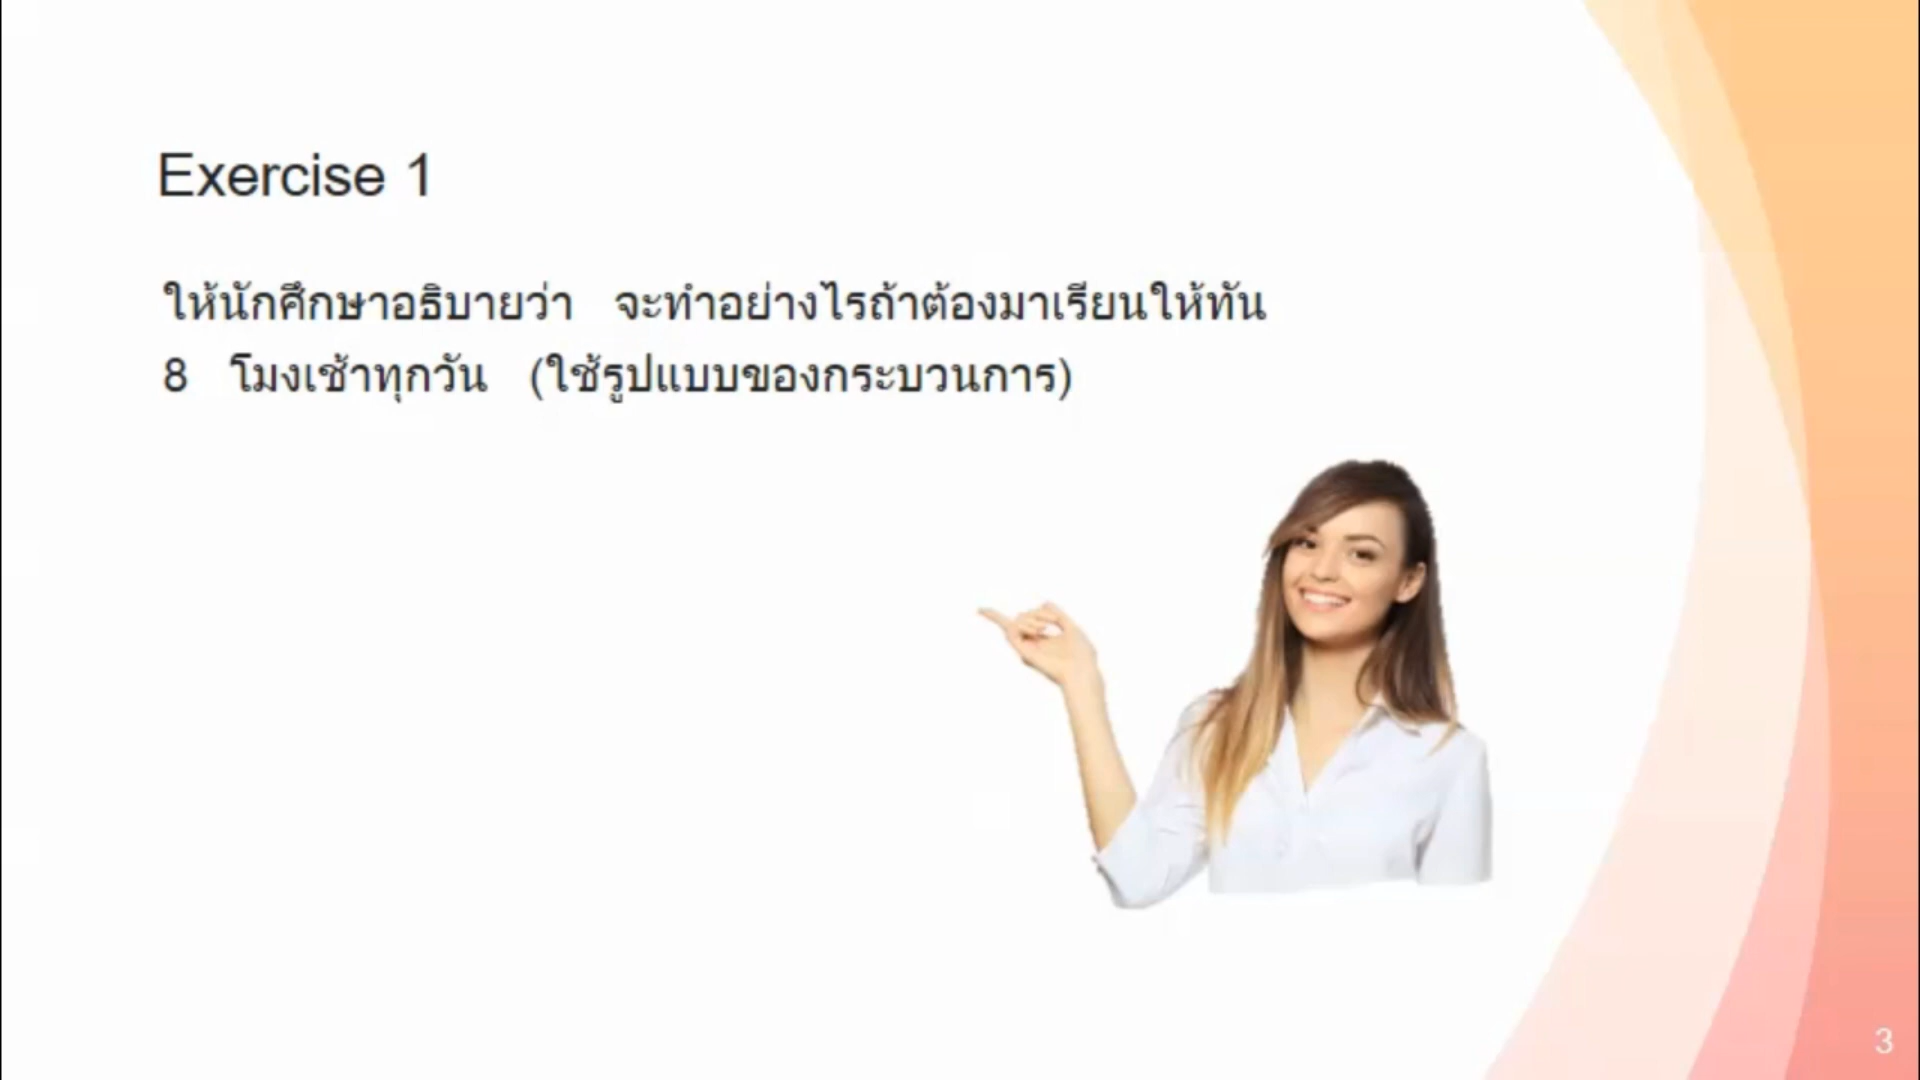 Exercise 1
ให้นักศึกษาอธิบายว่า จะทำอย่างไรถ้าต้องมาเรียนให้ทัน
8 โมงเช้าทุกวัน (ใช้รูปแบบของกระบวนการ)
3